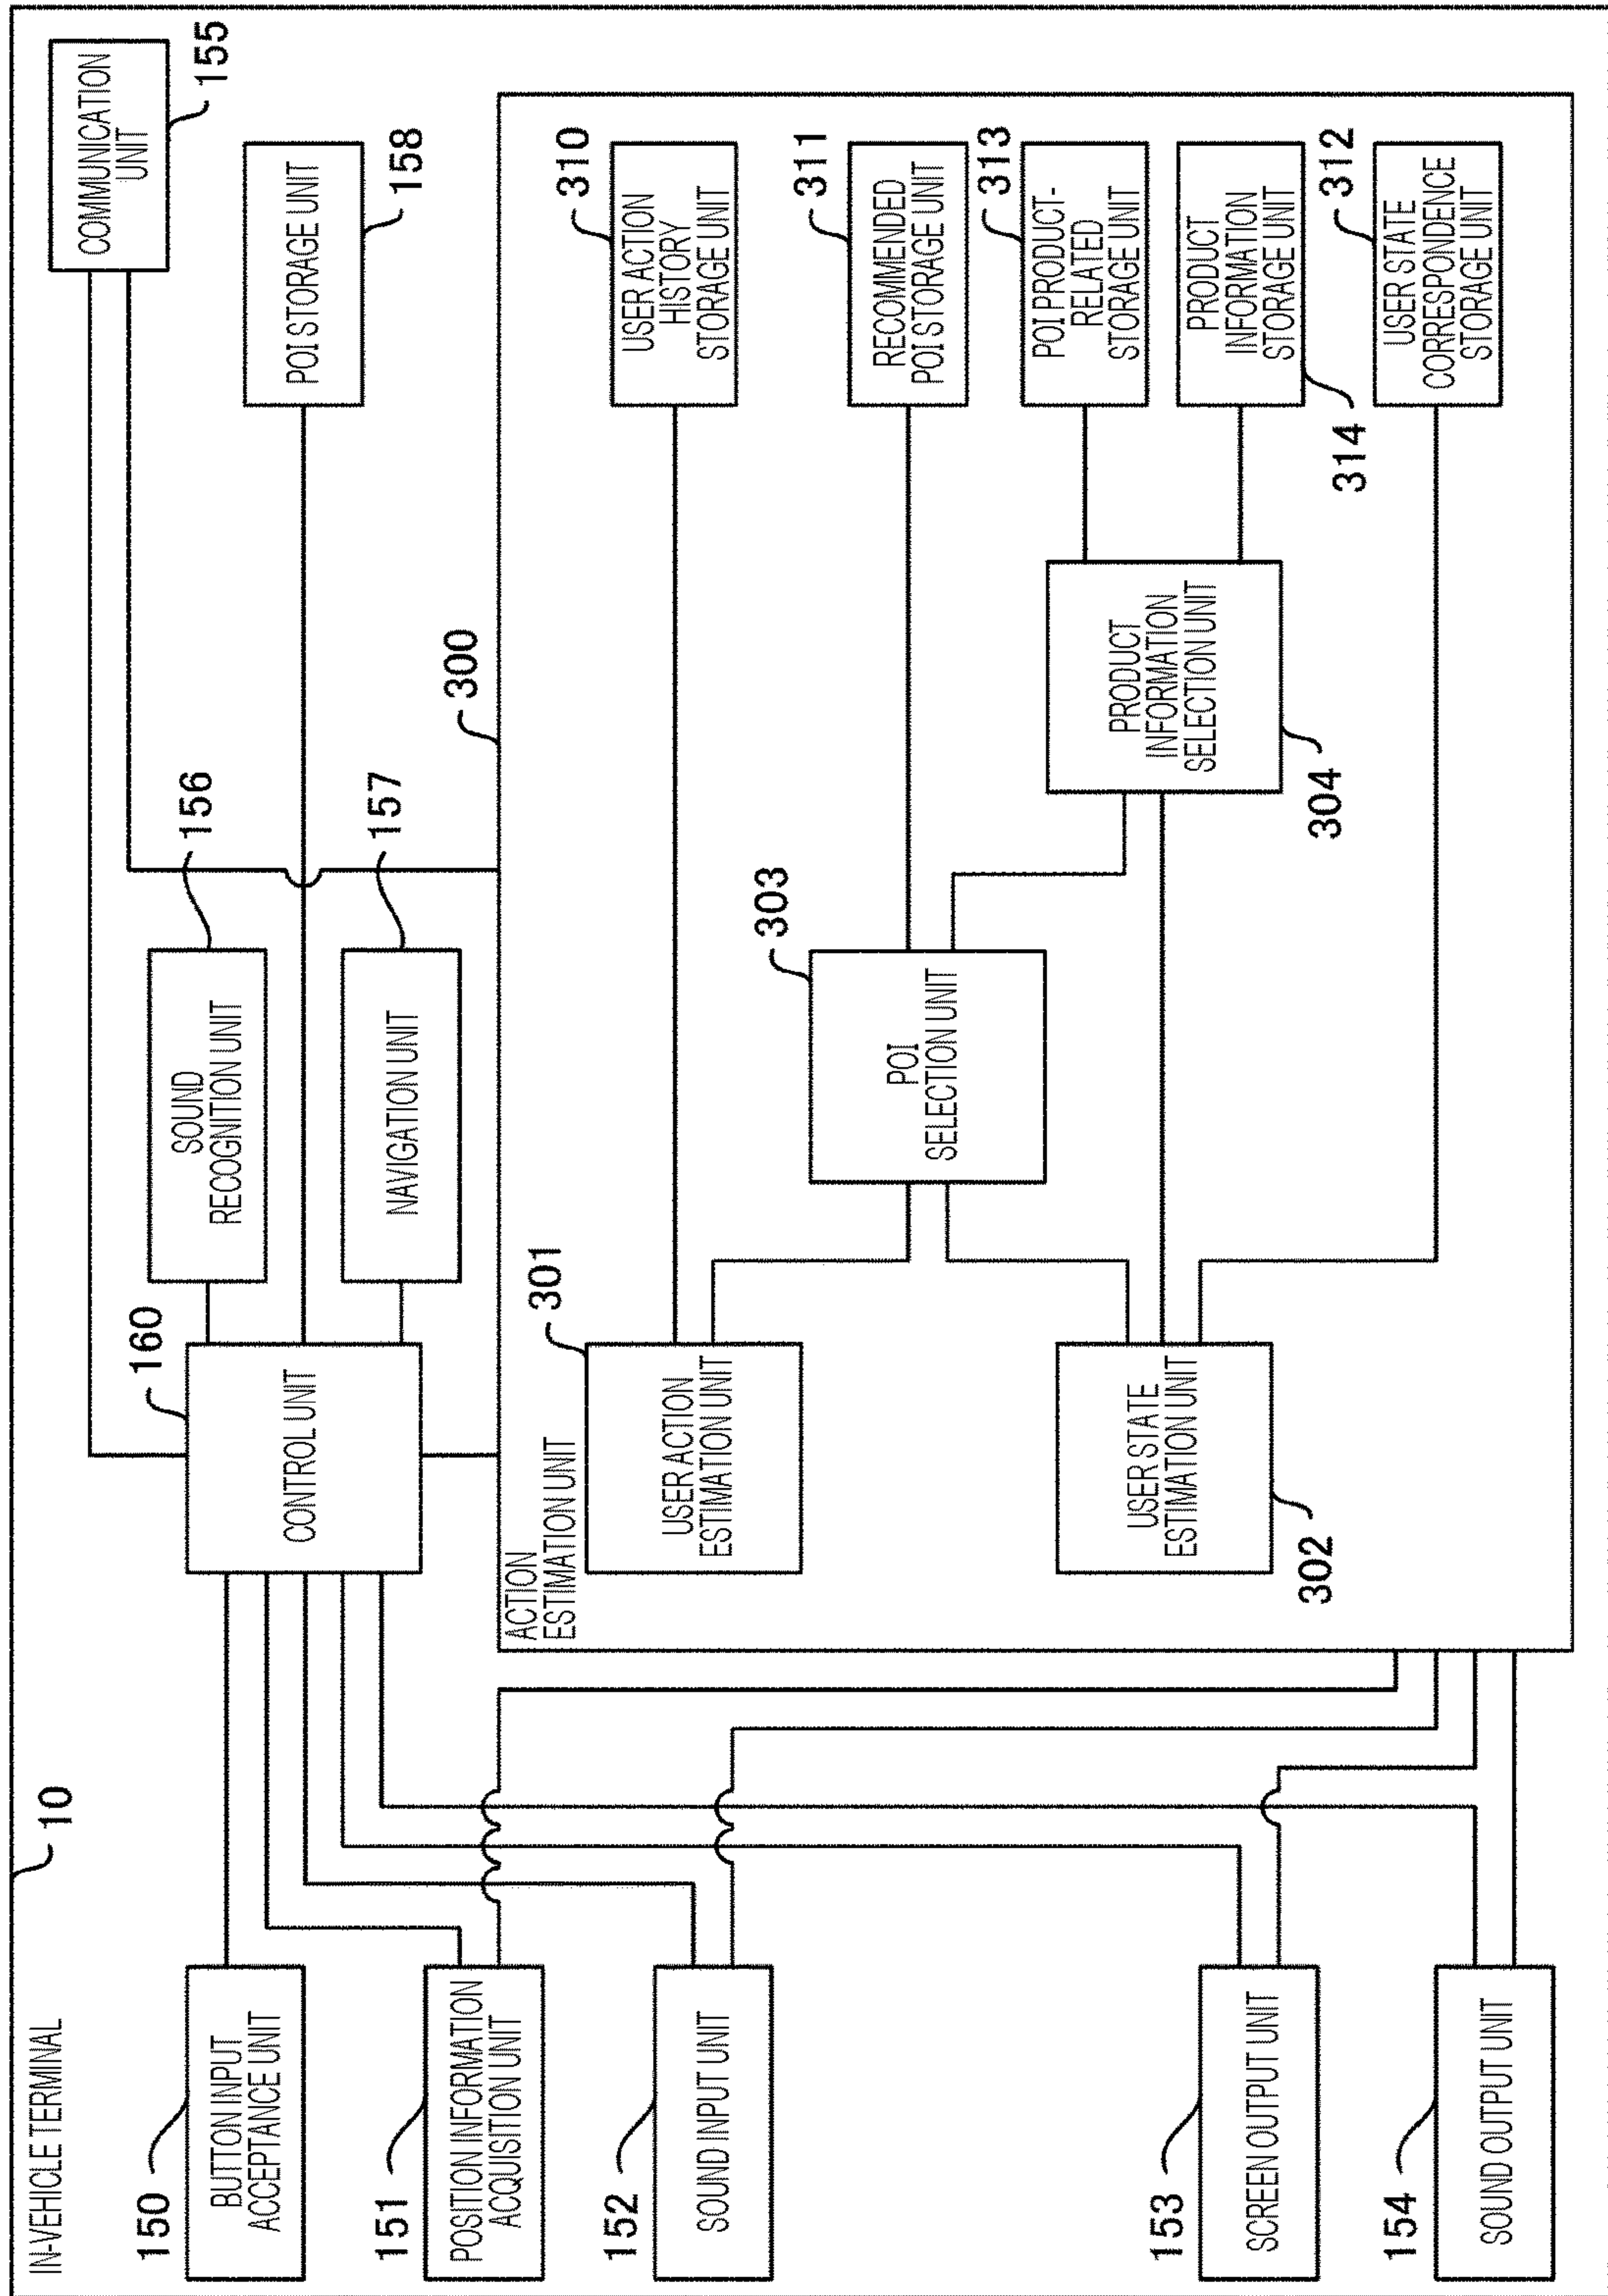 IN-VEHICLE TERMINAL
10
150
BUTTON INPUT
ACCEPTANCE UNIT
151
POSITION INFORMATION
ACQUISITION UNIT
152
SOUND INPUT UNIT
153
SCREEN OUTPUT UNIT
154
SOUND OUTPUT UNIT
160
CONTROL UNIT
156
SOUND
RECOGNITION UNIT
157
NAVIGATION UNIT
COMMUNICATION
UNIT
155
POI STORAGE UNIT
158
300
ACTION
ESTIMATION UNIT
301
USER ACTION
ESTIMATION UNIT
USER STATE
ESTIMATION UNIT
302
303
POI
SELECTION UNIT
PRODUCT
INFORMATION
SELECTION UNIT
304
310
USER ACTION
HISTORY
STORAGE UNIT
311
RECOMMENDED
POI STORAGE UNIT
313
POI PRODUCT-
RELATED
STORAGE UNIT
PRODUCT
INFORMATION
STORAGE UNIT
314
312
USER STATE
CORRESPONDENCE
STORAGE UNIT